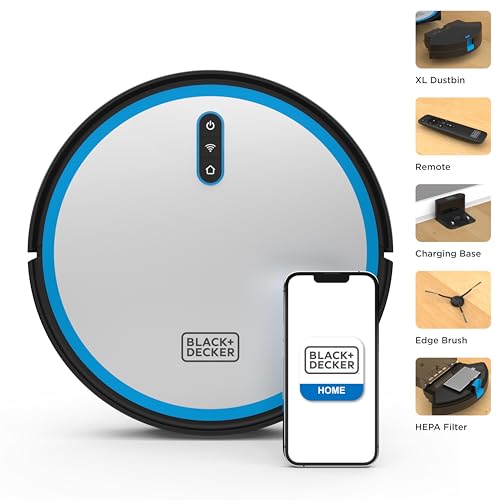 BLACK+
DECKER
BLACK+
DECKER
HOME
XL Dustbin
Remote
Charging Base
Edge Brush
HEPA Filter